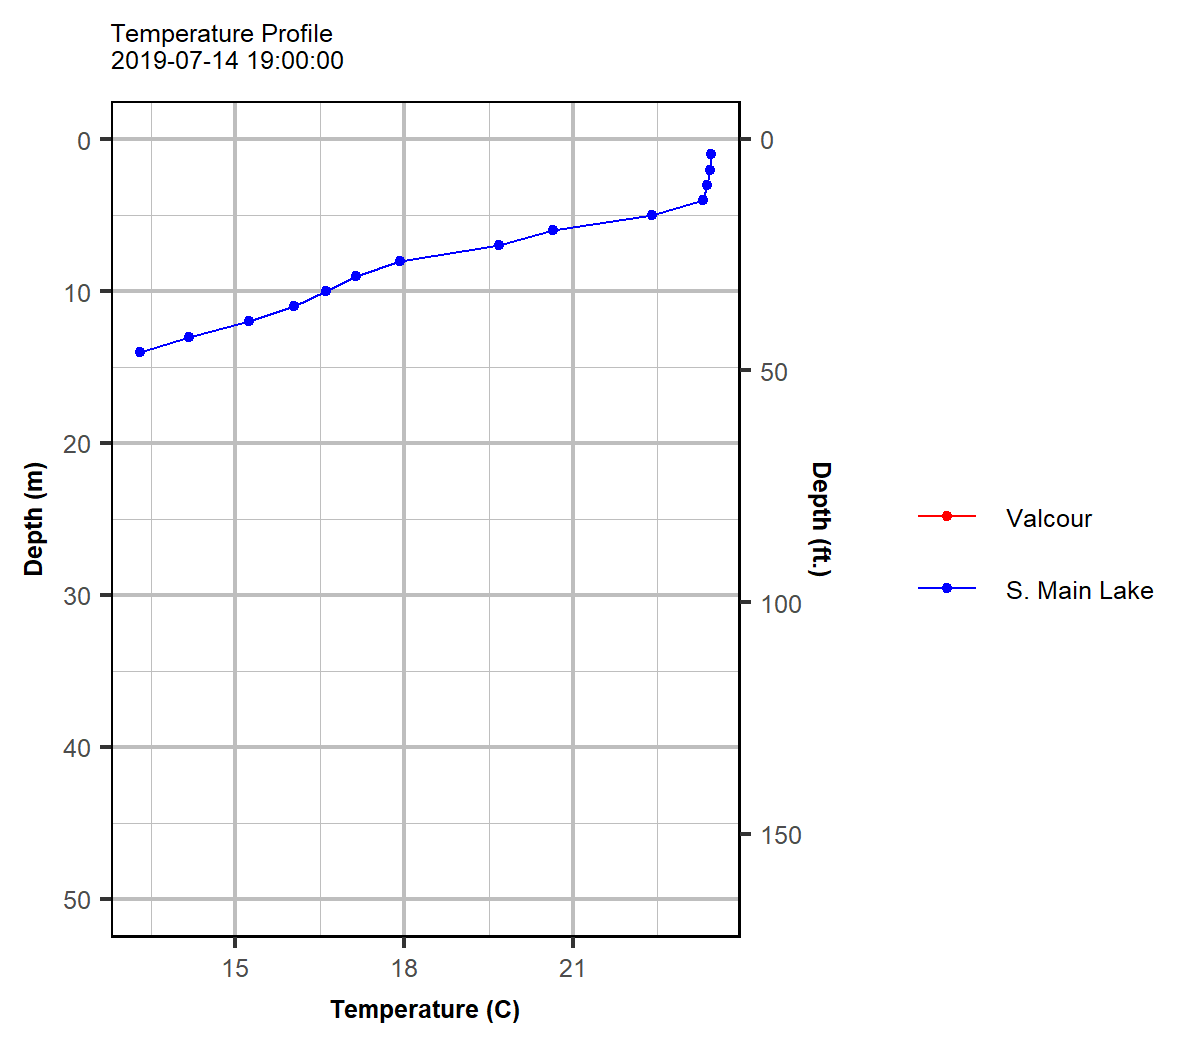 Temperature Profile
2019-07-14 19:00:00
0
10
20
30
40
50
Depth (m)
0
50
100
150
Depth (ft.)
15 18 21
Temperature (C)
Valcour
S. Main Lake